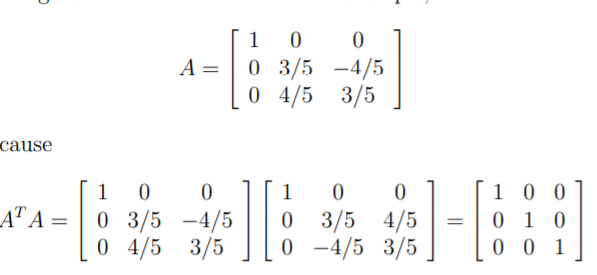 A = [ 1 0 0
0 3/5 −4/5
0 4/5 3/5 ]
cause
AᵀA = [ 1 0 0
0 3/5 −4/5
0 4/5 3/5 ] [ 1 0 0
0 3/5 4/5
0 −4/5 3/5 ] = [ 1 0 0
0 1 0
0 0 1 ]